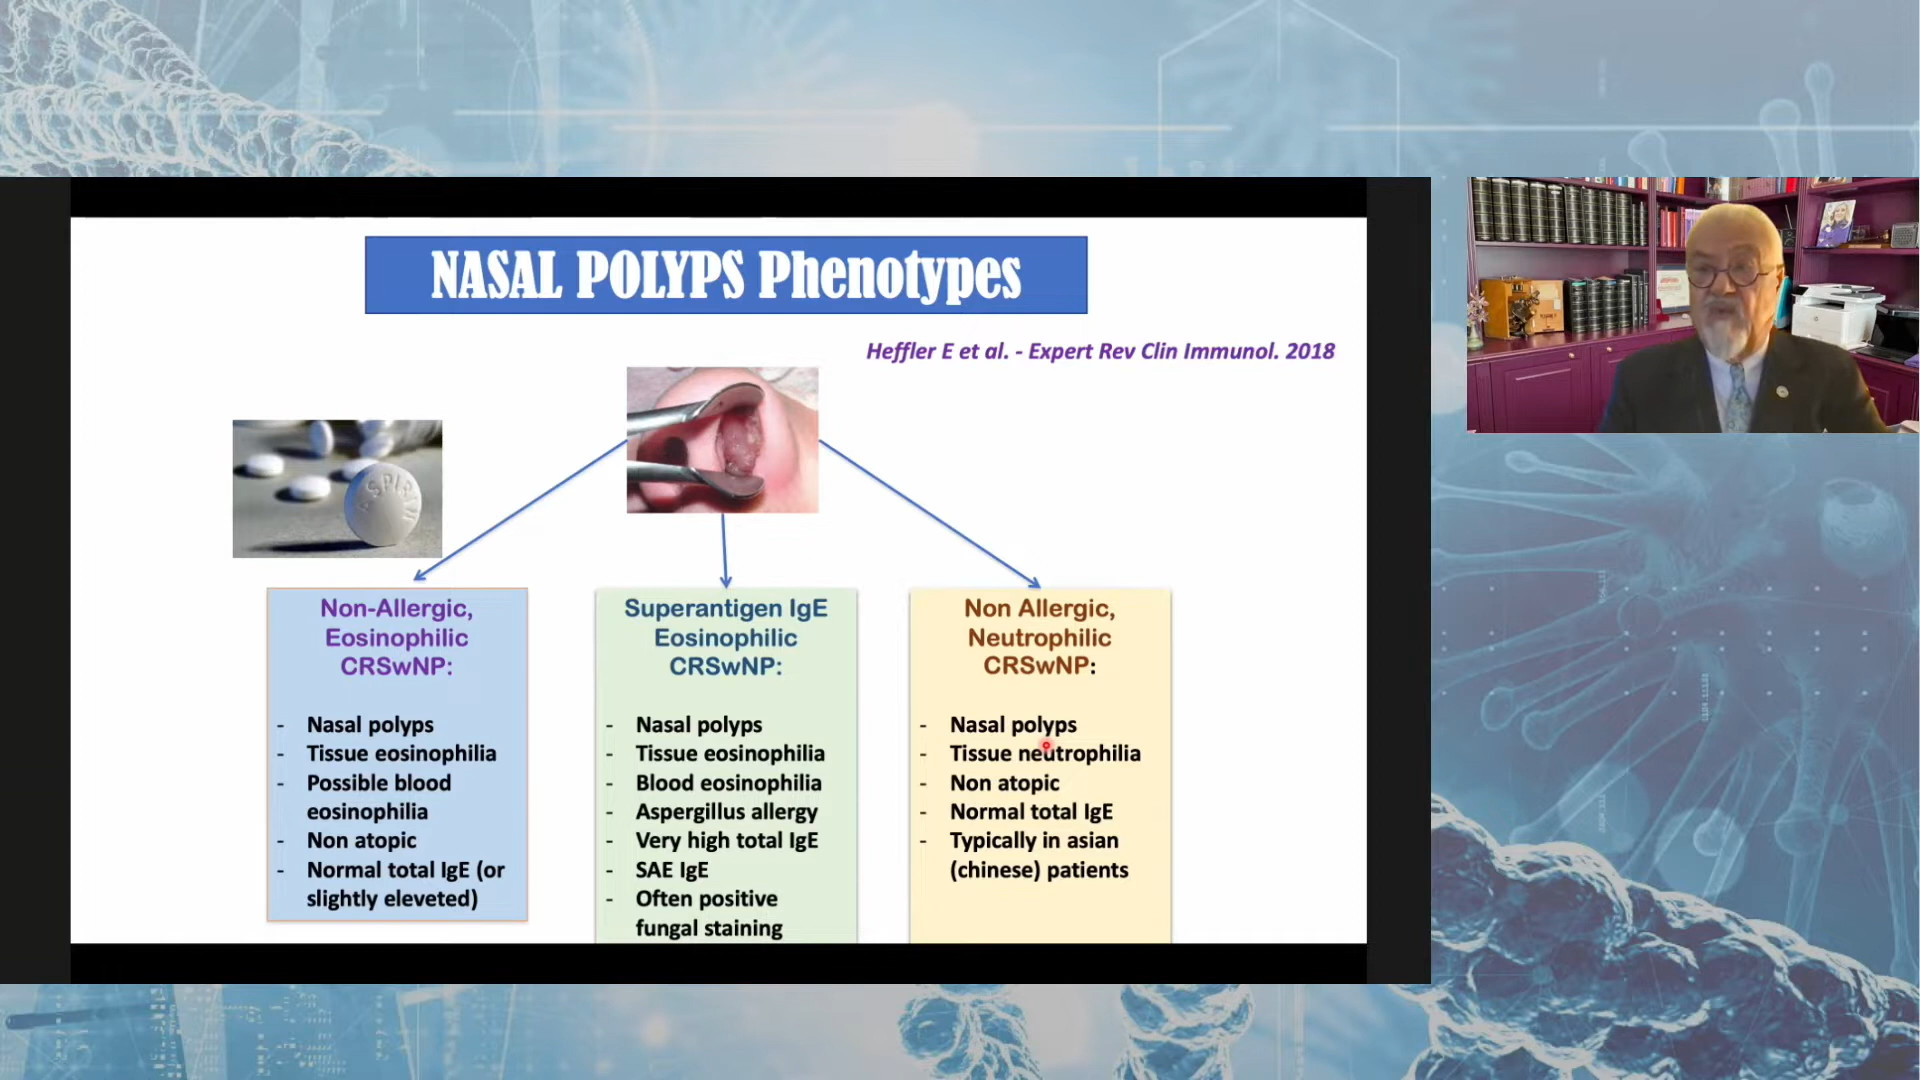 NASAL POLYPS Phenotypes
Heffler E et al. - Expert Rev Clin Immunol. 2018
ASPIRIN
Non-Allergic,
Eosinophilic
CRSwNP:
- Nasal polyps
- Tissue eosinophilia
- Possible blood
eosinophilia
- Non atopic
- Normal total IgE (or
slightly eleveted)
Superantigen IgE
Eosinophilic
CRSwNP:
- Nasal polyps
- Tissue eosinophilia
- Blood eosinophilia
- Aspergillus allergy
- Very high total IgE
- SAE IgE
- Often positive
fungal staining
Non Allergic,
Neutrophilic
CRSwNP:
- Nasal polyps
- Tissue neutrophilia
- Non atopic
- Normal total IgE
- Typically in asian
(chinese) patients